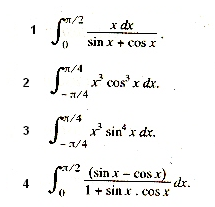 1 ∫_0^{π/2} x dx / (sin x + cos x) .
2 ∫_{-π/4}^{π/4} x³ cos³ x dx.
3 ∫_{-π/4}^{π/4} x³ sin⁴ x dx.
4 ∫_0^{π/2} (sin x – cos x) / (1 + sin x . cos x) dx.